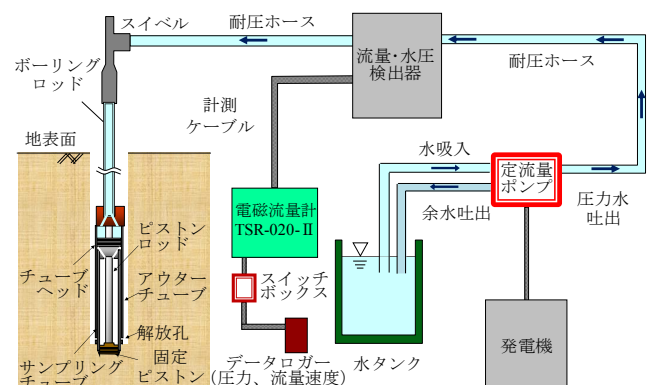 スイベル
耐圧ホース
ボーリング
ロッド
流量・水圧
検出器
耐圧ホース
計測
ケーブル
地表面
水吸入
定流量
ポンプ
電磁流量計
TSR-020-Ⅱ
余水吐出
圧力水
吐出
ピストン
ロッド
スイッチ
ボックス
チューブ
ヘッド
アウター
チューブ
解放孔
発電機
サンプリング
チューブ
固定
ピストン
データロガー
(圧力、流量速度)
水タンク